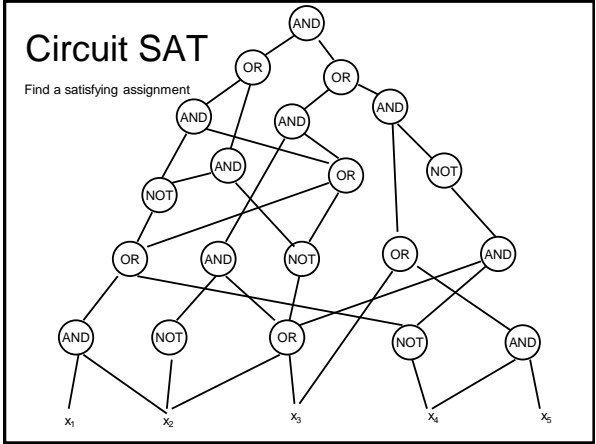 AND
Circuit SAT
OR
OR
Find a satisfying assignment
AND
AND
AND
AND
OR
NOT
NOT
OR
AND
NOT
OR
AND
AND
NOT
OR
NOT
AND
x1
x2
x3
x4
x5